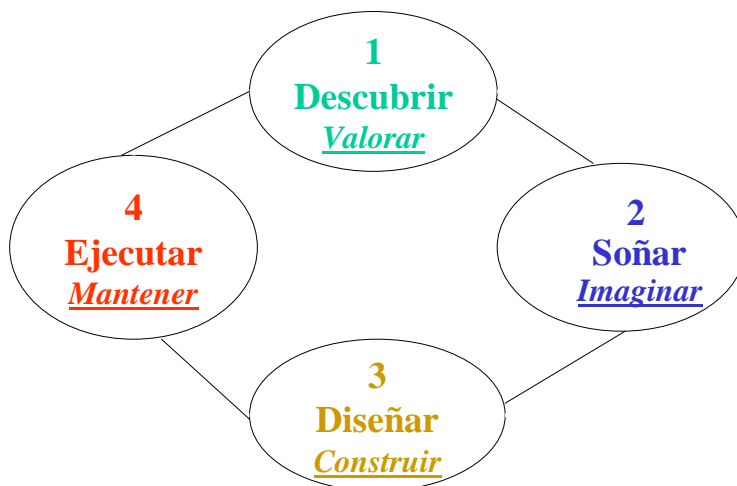 1
Descubrir
Valorar
4
Ejecutar
Mantener
2
Soñar
Imaginar
3
Diseñar
Construir